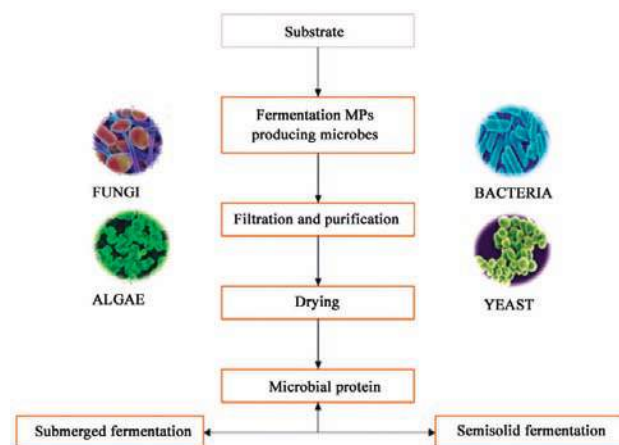 Substrate
Fermentation MPs
producing microbes
FUNGI
BACTERIA
Filtration and purification
ALGAE
YEAST
Drying
Microbial protein
Submerged fermentation
Semisolid fermentation